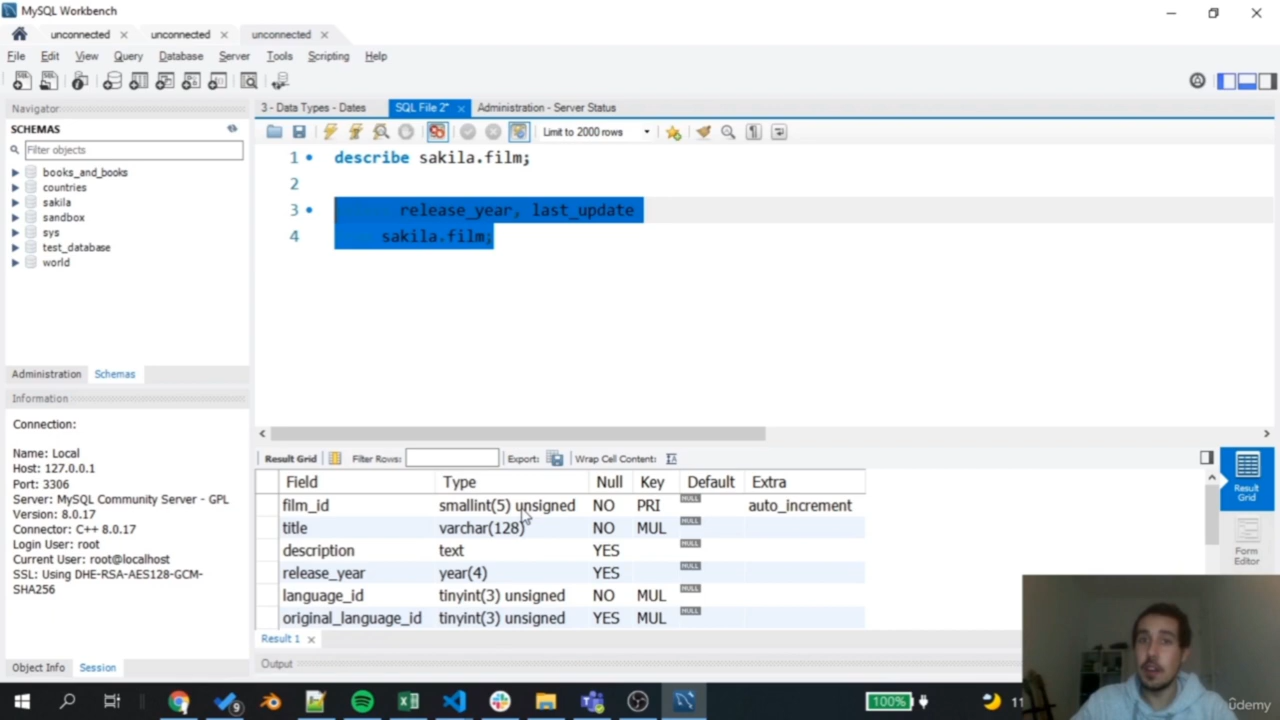 MySQL Workbench
unconnected
unconnected
unconnected
File Edit View Query Database Server Tools Scripting Help
Navigator
SCHEMAS
Filter objects
books_and_books
countries
sakila
sandbox
sys
test_database
world
Administration Schemas
Information
Connection:
Name: Local
Host: 127.0.0.1
Port: 3306
Server: MySQL Community Server - GPL
Version: 8.0.17
Connector: C++ 8.0.17
Login User: root
Current User: root@localhost
SSL: Using DHE-RSA-AES128-GCM-
SHA256
Object Info Session
3 - Data Types - Dates SQL File 2* Administration - Server Status
Limit to 2000 rows
1 describe sakila.film;
2
3 release_year, last_update
4 sakila.film;
Result Grid Filter Rows: Export: Wrap Cell Content:
Field Type Null Key Default Extra
film_id smallint(5) unsigned NO PRI NULL auto_increment
title varchar(128) NO MUL NULL
description text YES NULL
release_year year(4) YES NULL
language_id tinyint(3) unsigned NO MUL NULL
original_language_id tinyint(3) unsigned YES MUL NULL
Result Grid
Form Editor
Result 1
Output
9
100%
11
ûdemy